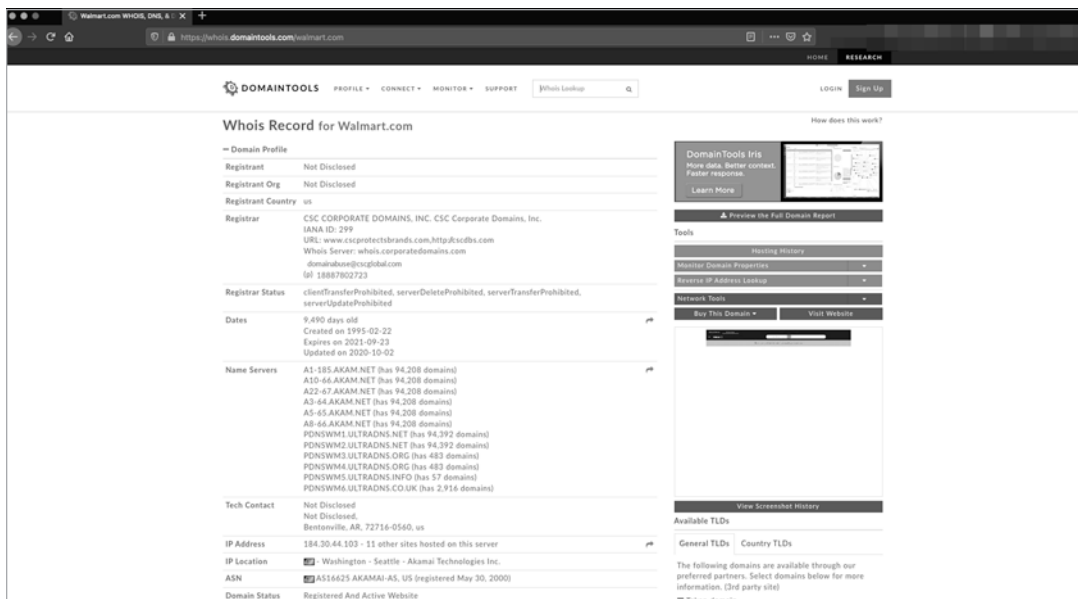 Walmart.com WHOIS, DNS, &
https://whois.domaintools.com/walmart.com
HOME RESEARCH
DOMAINTOOLS PROFILE CONNECT MONITOR SUPPORT Whois Lookup LOGIN Sign Up
How does this work?
Whois Record for Walmart.com
— Domain Profile
Registrant Not Disclosed
Registrant Org Not Disclosed
Registrant Country us
Registrar CSC CORPORATE DOMAINS, INC. CSC Corporate Domains, Inc.
IANA ID: 299
URL: www.cscprotectsbrands.com,http://cscdbs.com
Whois Server: whois.corporatedomains.com
domainabuse@cscglobal.com
(p) 18887802723
Registrar Status clientTransferProhibited, serverDeleteProhibited, serverTransferProhibited,
serverUpdateProhibited
Dates 9,490 days old
Created on 1995-02-22
Expires on 2021-09-23
Updated on 2020-10-02
Name Servers A1-185.AKAM.NET (has 94,208 domains)
A10-66.AKAM.NET (has 94,208 domains)
A22-67.AKAM.NET (has 94,208 domains)
A3-64.AKAM.NET (has 94,208 domains)
A5-65.AKAM.NET (has 94,208 domains)
A8-66.AKAM.NET (has 94,208 domains)
PDNSWM1.ULTRADNS.NET (has 94,392 domains)
PDNSWM2.ULTRADNS.NET (has 94,392 domains)
PDNSWM3.ULTRADNS.ORG (has 483 domains)
PDNSWM4.ULTRADNS.ORG (has 483 domains)
PDNSWM5.ULTRADNS.INFO (has 57 domains)
PDNSWM6.ULTRADNS.CO.UK (has 2,916 domains)
Tech Contact Not Disclosed
Not Disclosed,
Bentonville, AR, 72716-0560, us
IP Address 184.30.44.103 - 11 other sites hosted on this server
IP Location - Washington - Seattle - Akamai Technologies Inc.
ASN AS16625 AKAMAI-AS, US (registered May 30, 2000)
Domain Status Registered And Active Website
DomainTools Iris
More data. Better context.
Faster response.
Learn More
Preview the Full Domain Report
Tools
Hosting History
Monitor Domain Properties
Reverse IP Address Lookup
Network Tools
Buy This Domain Visit Website
View Screenshot History
Available TLDs
General TLDs Country TLDs
The following domains are available through our
preferred partners. Select domains below for more
information. (3rd party site)